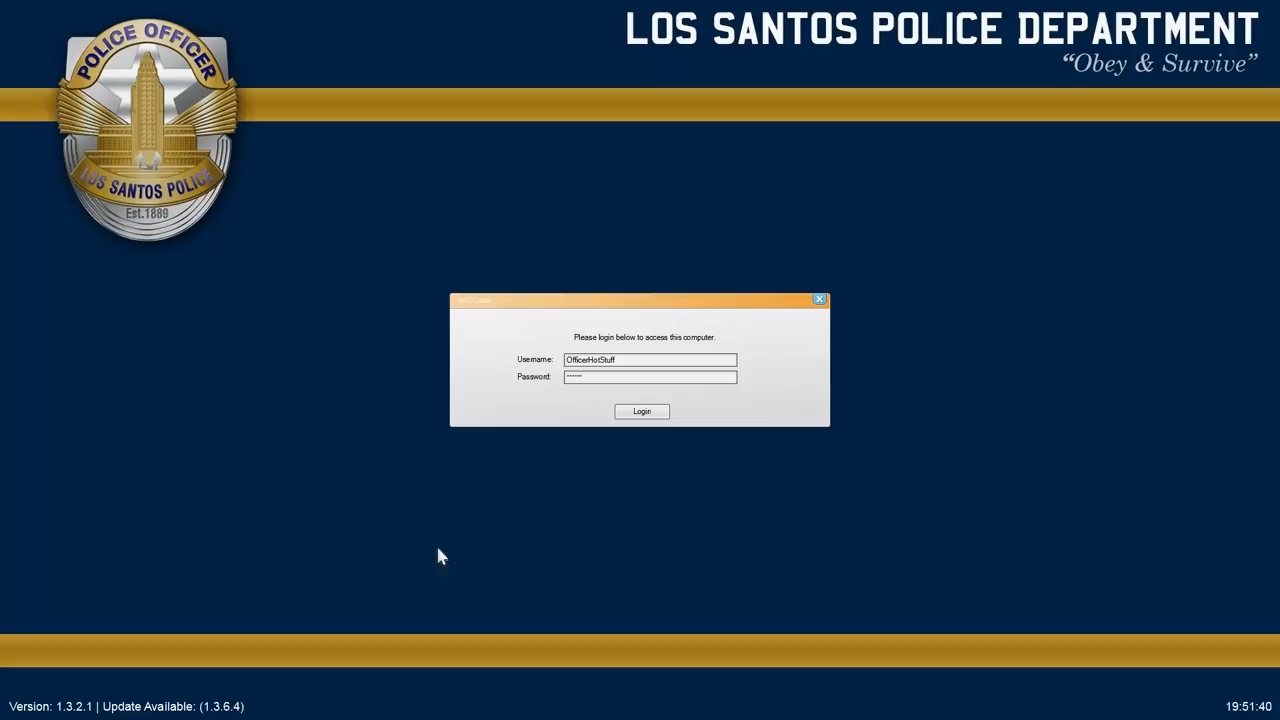 POLICE OFFICER
LOS SANTOS POLICE
Est.1889
LOS SANTOS POLICE DEPARTMENT
“Obey & Survive”
Please login below to access this computer.
Username: OfficerHotStuff
Password: ------
Login
Version: 1.3.2.1 | Update Available: (1.3.6.4)
19:51:40